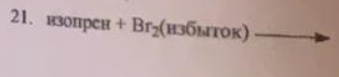 21. изопрен + Br₂(избыток) ⟶